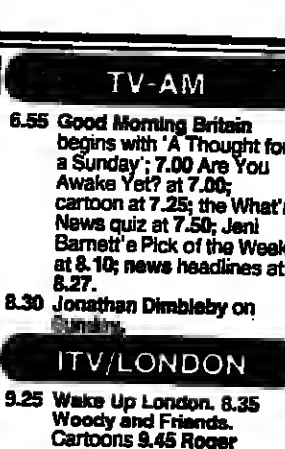 TV-AM
6.55 Good Morning Britain
begins with 'A Thought for
a Sunday'; 7.00 Are You
Awake Yet? at 7.00;
cartoon at 7.25; the What's
News quiz at 7.50; Jeni
Barnett'e Pick of the Week
at 8.10; news headlines at
8.27.
8.30 Jonathan Dimbleby on
Sunday.
ITV/LONDON
9.25 Wake Up London. 8.35
Woody and Friends.
Cartoons 9.45 Roger